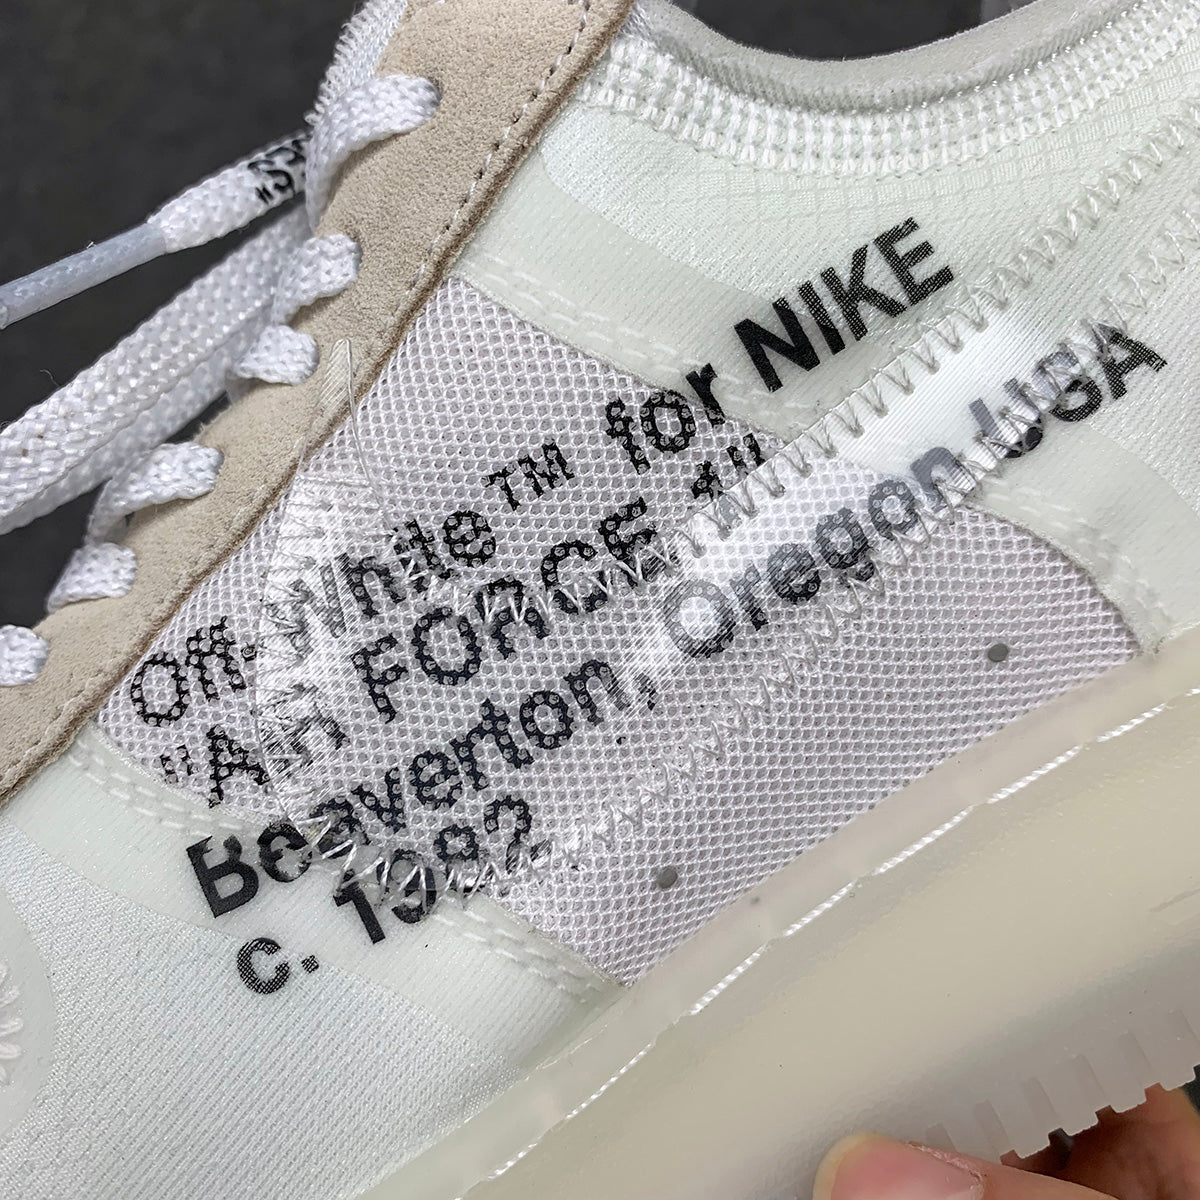 Off-White™ for NIKE
"AIR FORCE 1"
Beaverton, Oregon USA
c. 1982